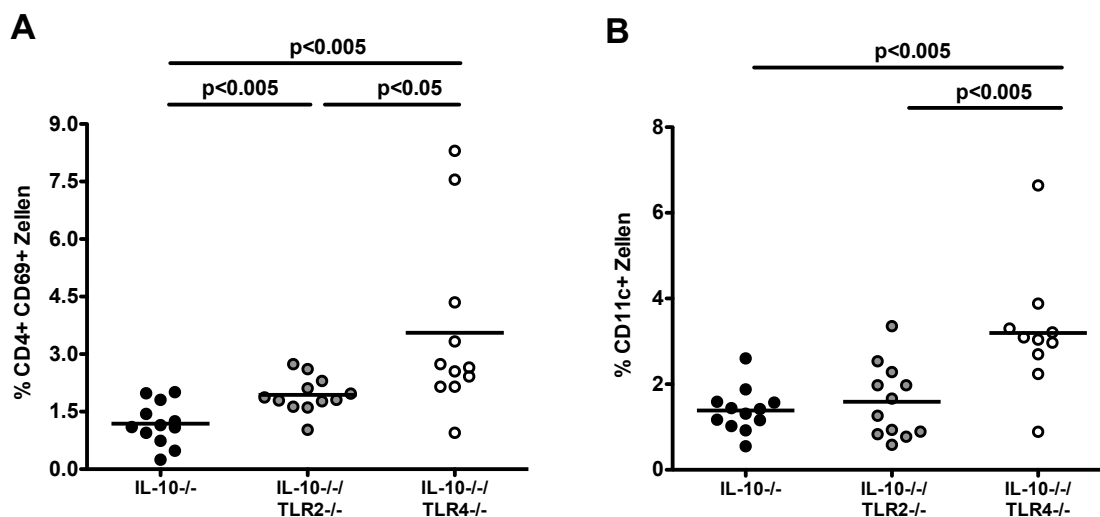 A
p<0.005
p<0.005
p<0.05
9.0
7.5
6.0
4.5
3.0
1.5
0.0
% CD4+ CD69+ Zellen
IL-10-/-
IL-10-/-/
TLR2-/-
IL-10-/-/
TLR4-/-
B
p<0.005
p<0.005
8
6
4
2
0
% CD11c+ Zellen
IL-10-/-
IL-10-/-/
TLR2-/-
IL-10-/-/
TLR4-/-